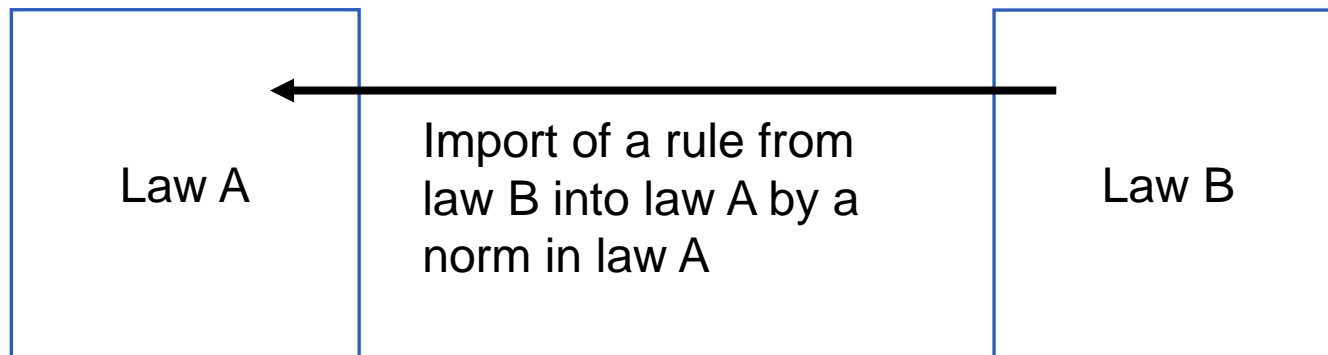 Law A
Import of a rule from
law B into law A by a
norm in law A
Law B